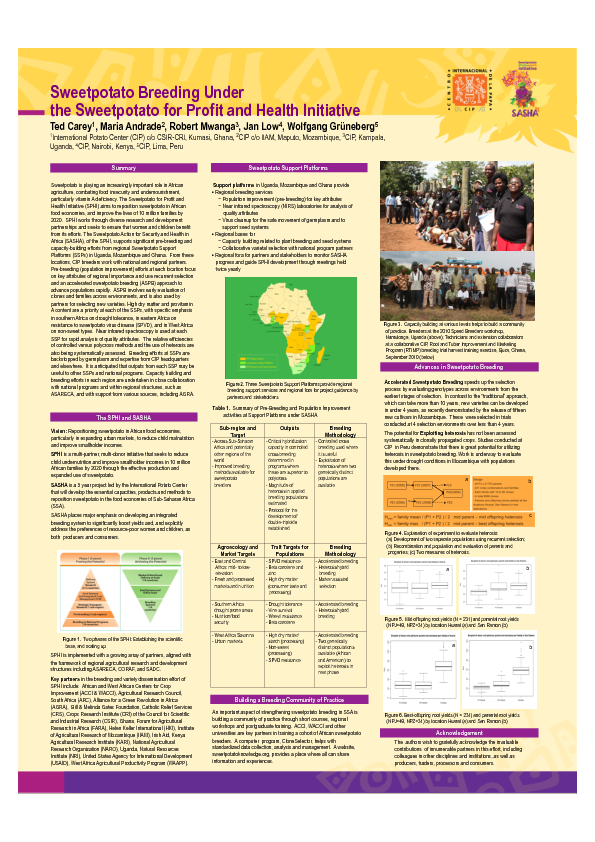 Sweetpotato Breeding Under
the Sweetpotato for Profit and Health Initiative
Ted Carey1, Maria Andrade2, Robert Mwanga3, Jan Low4, Wolfgang Grüneberg5
1International Potato Center (CIP) c/o CSIR-CRI, Kumasi, Ghana, 2CIP c/o IIAM, Maputo, Mozambique, 3CIP, Kampala,
Uganda, 4CIP, Nairobi, Kenya, 5CIP, Lima, Peru
CENTRO INTERNACIONAL DE LA PAPA
CIP
SASHA
Summary
Sweetpotato is playing an increasingly important role in African
agriculture, combating food insecurity and undernourishment,
particularly vitamin A deficiency. The Sweetpotato for Profit and
Health Initiative (SPHI) aims to reposition sweetpotato in African
food economies, and improve the lives of 10 million families by
2020. SPHI works through diverse research and development
partnerships and seeks to ensure that women and children benefit
from its efforts. The Sweetpotato Action for Security and Health in
Africa (SASHA), of the SPHI, supports significant pre-breeding and
capacity-building efforts from regional Sweetpotato Support
Platforms (SSPs) in Uganda, Mozambique and Ghana. From these
locations, CIP breeders work with national and regional partners.
Pre-breeding (population improvement) efforts at each location focus
on key attributes of regional importance and use recurrent selection
and an accelerated sweetpotato breeding (ASPB) approach to
advance populations rapidly. ASPB involves early evaluation of
clones and families across environments, and is also used by
partners for selecting new varieties. High dry matter and provitamin
A content are a priority at each of the SSPs, with specific emphasis
in southern Africa on drought tolerance, in eastern Africa on
resistance to sweetpotato virus disease (SPVD), and in West Africa
on non-sweet types. Near infrared spectroscopy is used at each
SSP for rapid analysis of quality attributes. The relative efficiencies
of controlled versus polycross methods and the use of heterosis are
also being systematically assessed. Breeding efforts at SSPs are
backstopped by germplasm and expertise from CIP headquarters
and elsewhere. It is anticipated that outputs from each SSP may be
useful to other SSPs and national programs. Capacity building and
breeding efforts in each region are undertaken in close collaboration
with national programs and within regional structures, such as
ASARECA, and with support from various sources, including AGRA.
The SPHI and SASHA
Vision: Repositioning sweetpotato in African food economies,
particularly in expanding urban markets, to reduce child malnutrition
and improve smallholder incomes.
SPHI is a multi-partner, multi-donor initiative that seeks to reduce
child undernutrition and improve smallholder incomes in 10 million
African families by 2020 through the effective production and
expanded use of sweetpotato.
SASHA is a 5 year project led by the International Potato Center
that will develop the essential capacities, products and methods to
reposition sweetpotato in the food economies of Sub-Saharan Africa
(SSA).
SASHA places major emphasis on developing an integrated
breeding system to significantly boost yields and, and explicitly
address the preferences of resource-poor women and children, as
both producers and consumers.
Figure 1. Two phases of the SPHI: Establishing the scientific
base, and scaling up
SPHI is implemented with a growing array of partners, aligned with
the framework of regional agricultural research and development
structures including ASARECA, CORAF, and SADC.
Key partners in the breeding and variety dissemination effort of
SPHI include: African and West African Centers for Crop
Improvement (ACCI & WACCI), Agricultural Research Council,
South Africa (ARC), Alliance for a Green Revolution in Africa
(AGRA), Bill & Melinda Gates Foundation, Catholic Relief Services
(CRS), Crops Research Institute (CRI) of the Council for Scientific
and Industrial Research (CSIR), Ghana, Forum for Agricultural
Research in Africa (FARA), Helen Keller International (HKI), Institute
of Agricultural Research of Mozambique (IIAM), Irish Aid, Kenya
Agricultural Research Institute (KARI), National Agricultural
Research Organization (NARO), Uganda, Natural Resources
Institute (NRI), United States Agency for International Development
(USAID), West Africa Agricultural Productivity Program (WAAPP).
Sweetpotato Support Platforms
Support platforms in Uganda, Mozambique and Ghana provide
• Regional breeding services
– Population improvement (pre-breeding) for key attributes
– Near infrared spectroscopy (NIRS) laboratories for analysis of
quality attributes
– Virus cleanup for the safe movement of germplasm and to
support seed systems
• Regional bases for
– Capacity building related to plant breeding and seed systems
– Collaborative varietal selection with national program partners
• Regional fora for partners and stakeholders to monitor SASHA
progress and guide SPHI development through meetings held
twice yearly
Figure 2. Three Sweetpotato Support Platforms provide regional
breeding support services and regional fora for project guidance by
partners and stakeholders
Table 1. Summary of Pre-Breeding and Population Improvement
activities at Support Platforms under SASHA
Sub-region and Target
Outputs
Breeding Methodology
- Across Sub-Saharan Africa and potentially other regions of the world
- Improved breeding methods available for sweetpotato breeders
- Critical hybridization capacity in controlled cross breeding determined in programs where these are superior to polycross
- Magnitude of heterosis in applied breeding populations estimated
- Protocol for the development of double-triploids established
- Controlled cross breeding used where it is useful
- Exploitation of heterosis where two genetically distinct populations are available
Agroecology and Market Targets
Trait Targets for Populations
Breeding Methodology
- East and Central Africa: mid- to low-elevation
- Fresh and processed markets and nutrition
- SPVD resistance
- Beta carotene and zinc
- High dry matter (consumer taste and processing)
- Accelerated breeding
- Heterosis (hybrid) breeding
- Marker assisted selection
- Southern Africa: drought prone areas
- Nutrition/food security
- Drought tolerance
- Vine survival
- Weevil resistance
- Beta carotene
- Accelerated breeding
- Heterosis (hybrid) breeding
- West Africa: Savanna
- Urban markets
- High dry matter/starch (processing)
- Non-sweet (processing)
- SPVD resistance
- Accelerated breeding
- Two genetically distinct populations available (African and American) to exploit heterosis in next phase
Building a Breeding Community of Practice
An important aspect of strengthening sweetpotato breeding in SSA is
building a community of practice through short courses, regional
workshops and postgraduate training. ACCI, WACCI and other
universities are key partners in training a cohort of African sweetpotato
breeders. A computer program, Clone Selector, helps with
standardized data collection, analysis and management. A website,
sweetpotatoknowledge.org, provides a place where all can share
information and experiences.
Figure 3. Capacity building at various levels helps to build a community
of practice. Breeders at the 2010 Speed Breeders workshop,
Namulonge, Uganda (above); Technicians and extension collaborators
at a collaborative CIP, Root and Tuber Improvement and Marketing
Program (RTIMP) breeding trial harvest training exercise, Ejura, Ghana,
September 2010 (below)
Advances in Sweetpotato Breeding
Accelerated Sweetpotato Breeding speeds up the selection
process by evaluating genotypes across environments from the
earliest stages of selection. In contrast to the "traditional" approach,
which can take more than 10 years, new varieties can be developed
in under 4 years, as recently demonstrated by the release of fifteen
new cultivars in Mozambique. These were selected in trials
conducted at 4 selection environments over less than 4 years.
The potential for Exploiting heterosis has not been assessed
systematically in clonally propagated crops. Studies conducted at
CIP in Peru demonstrate that there is great potential for utilizing
heterosis in sweetpotato breeding. Work is underway to evaluate
this under drought conditions in Mozambique with populations
developed there.
Figure 4. Explanation of experiment to evaluate heterosis:
(a) Development of two separate populations using recurrent selection;
(b) Recombination and population and evaluation of parents and
progenies; (c) Two measures of heterosis.
Figure 5. Mid-offspring root yields (N = 231) and parental root yields
(NPJ=49, NPZ=3) by location Huaral (a) and San Ramon (b).
Figure 6. Best-offspring root yields (N = 231) and parental root yields
(NPJ=49, NPZ=3) by location Huaral (a) and San Ramon (b).
Acknowledgement
The authors wish to gratefully acknowledge the invaluable
contributions of innumerable partners in this effort, including
colleagues in other disciplines and institutions, as well as
producers, traders, processors and consumers.